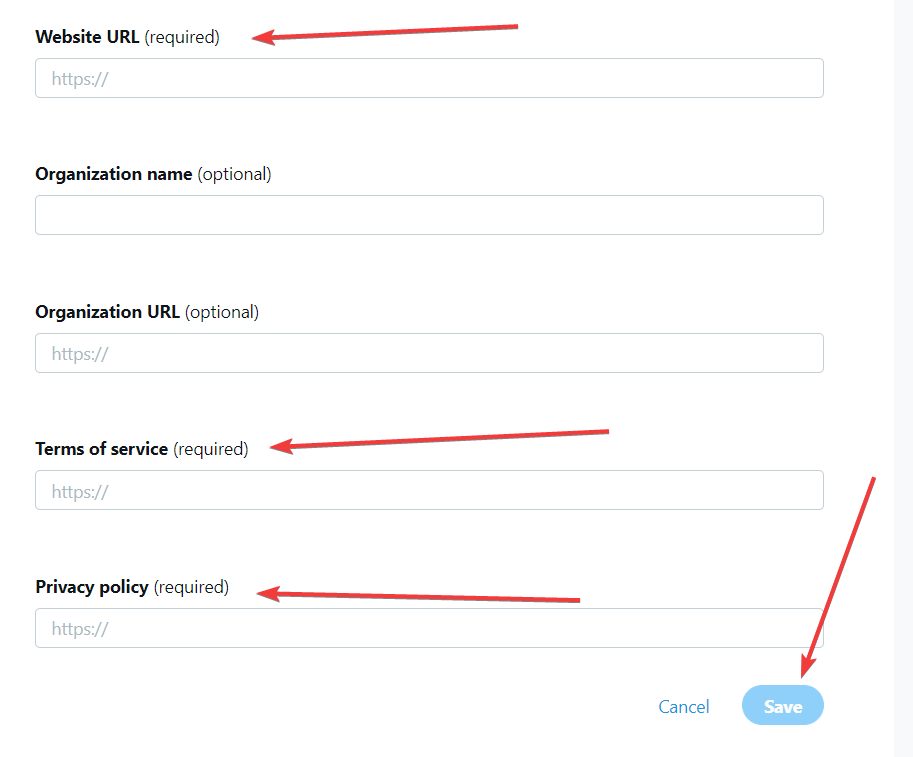 Website URL (required)
https://
Organization name (optional)
Organization URL (optional)
https://
Terms of service (required)
https://
Privacy policy (required)
https://
Cancel Save